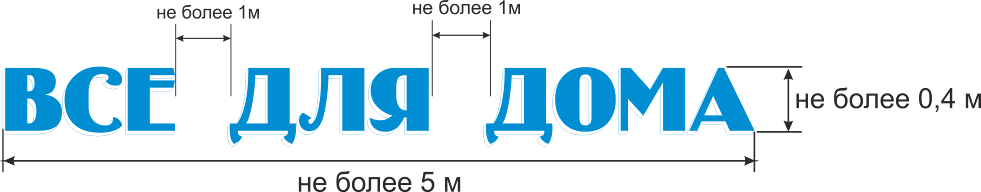 не более 1м не более 1м
ВСЕ ДЛЯ ДОМА
не более 0,4 м
не более 5 м